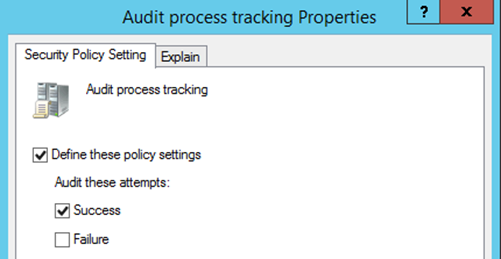 Audit process tracking Properties
? x
Security Policy Setting Explain
Audit process tracking
Define these policy settings
Audit these attempts:
Success
Failure